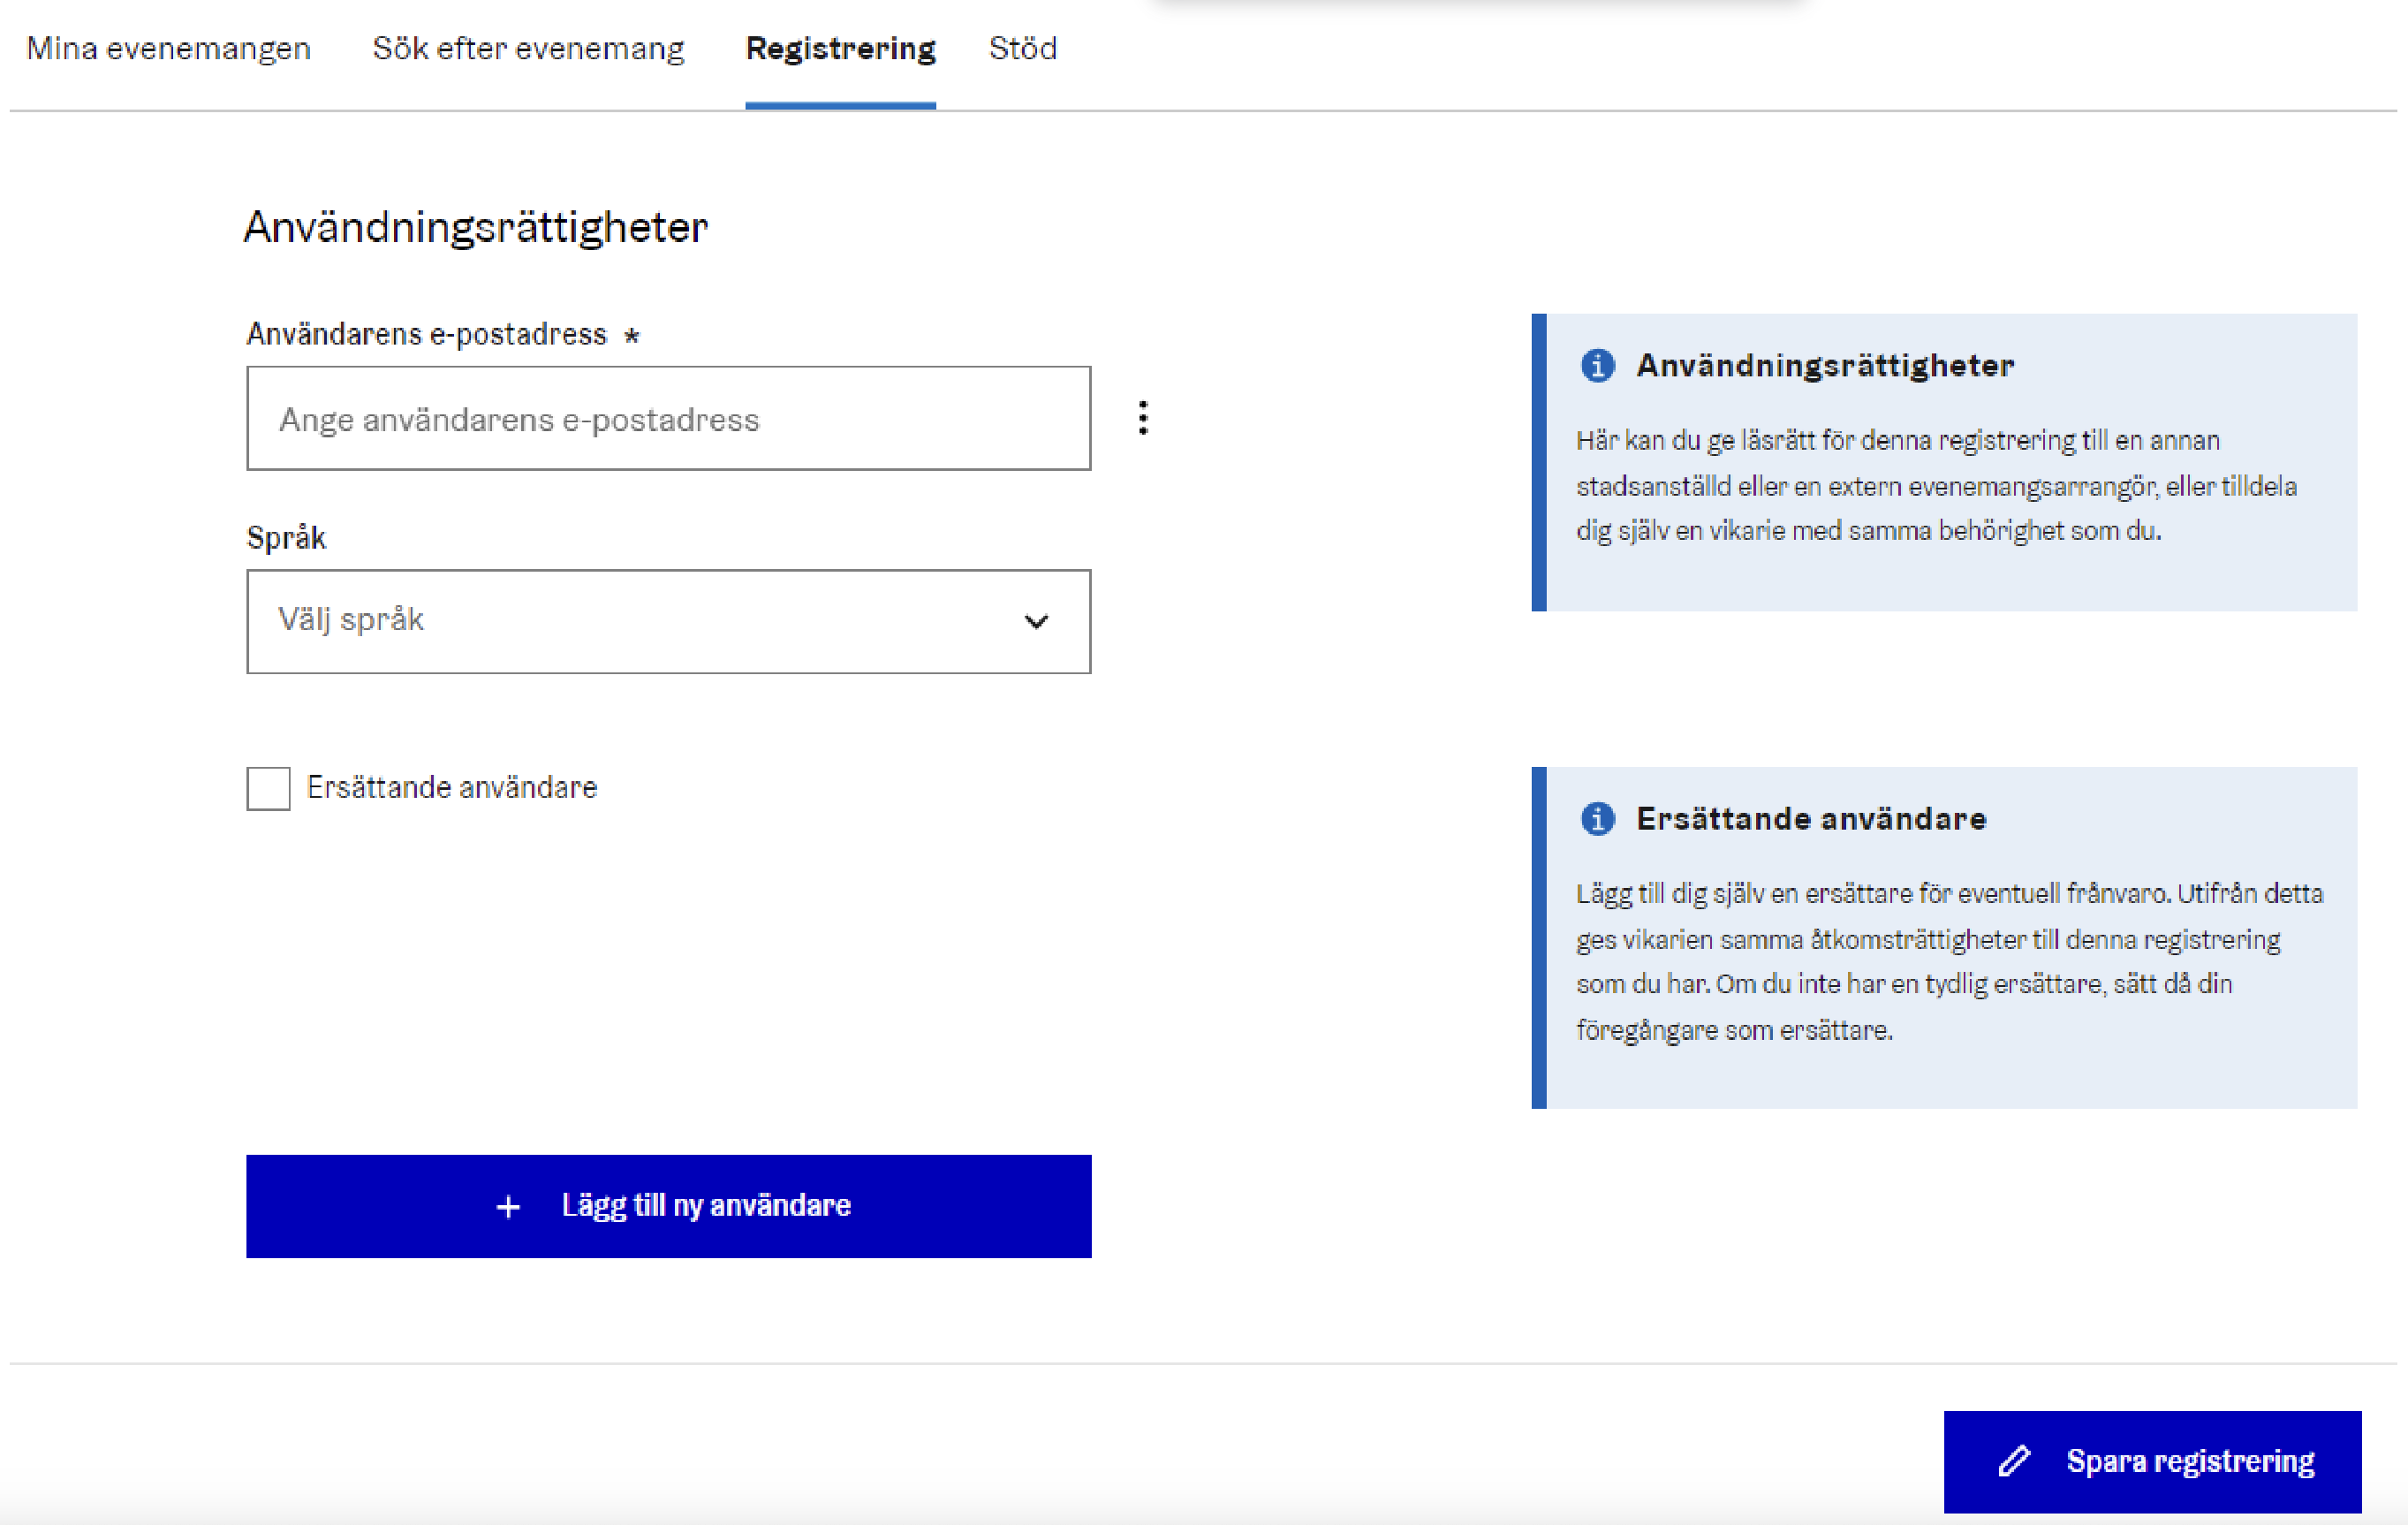 Mina evenemangen Sök efter evenemang Registrering Stöd
Användningsrättigheter
Användarens e-postadress *
Ange användarens e-postadress
Språk
Välj språk
Ersättande användare
Lägg till ny användare
Användningsrättigheter
Här kan du ge läsrätt för denna registrering till en annan
stadsanställd eller en extern evenemangsarrangör, eller tilldela
dig själv en vikarie med samma behörighet som du.
Ersättande användare
Lägg till dig själv en ersättare för eventuell frånvaro. Utifrån detta
ges vikarien samma åtkomsträttigheter till denna registrering
som du har. Om du inte har en tydlig ersättare, sätt då din
föregångare som ersättare.
Spara registrering